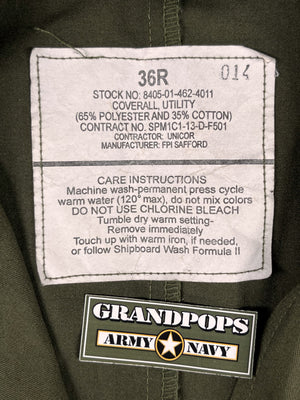 36R
014
STOCK NO: 8405-01-462-4011
COVERALL, UTILITY
(65% POLYESTER AND 35% COTTON)
CONTRACT NO. SPM1C1-13-D-F501
CONTRACTOR: UNICOR
MANUFACTURER: FPI SAFFORD
CARE INSTRUCTIONS
Machine wash-permanent press cycle
warm water (120° max), do not mix colors
DO NOT USE CHLORINE BLEACH
Tumble dry warm setting-
Remove immediately
Touch up with warm iron, if needed,
or follow Shipboard Wash Formula II
GRANDPOPS
ARMY NAVY